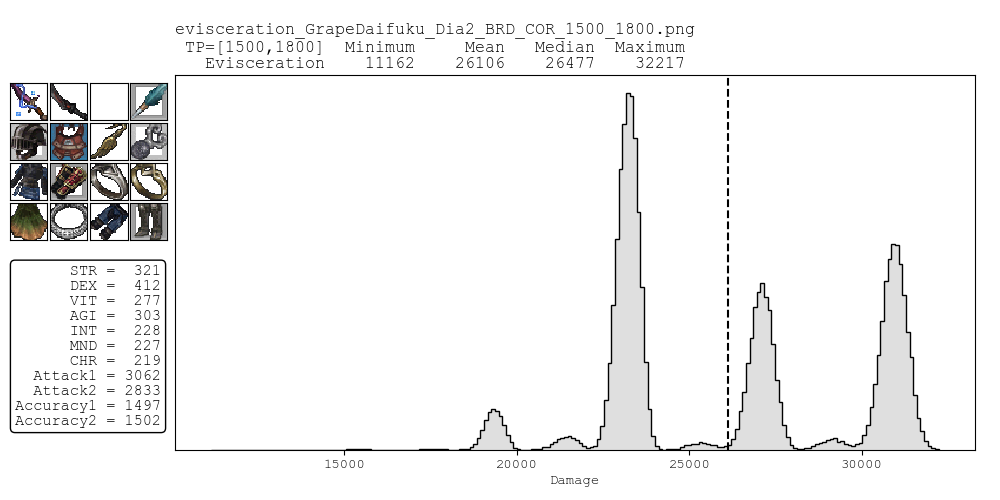 evisceration_GrapeDaifuku_Dia2_BRD_COR_1500_1800.png
TP=[1500,1800] Minimum Mean Median Maximum
Evisceration 11162 26106 26477 32217
STR = 321
DEX = 412
VIT = 277
AGI = 303
INT = 228
MND = 227
CHR = 219
Attack1 = 3062
Attack2 = 2833
Accuracy1 = 1497
Accuracy2 = 1502
15000 20000 25000 30000
Damage